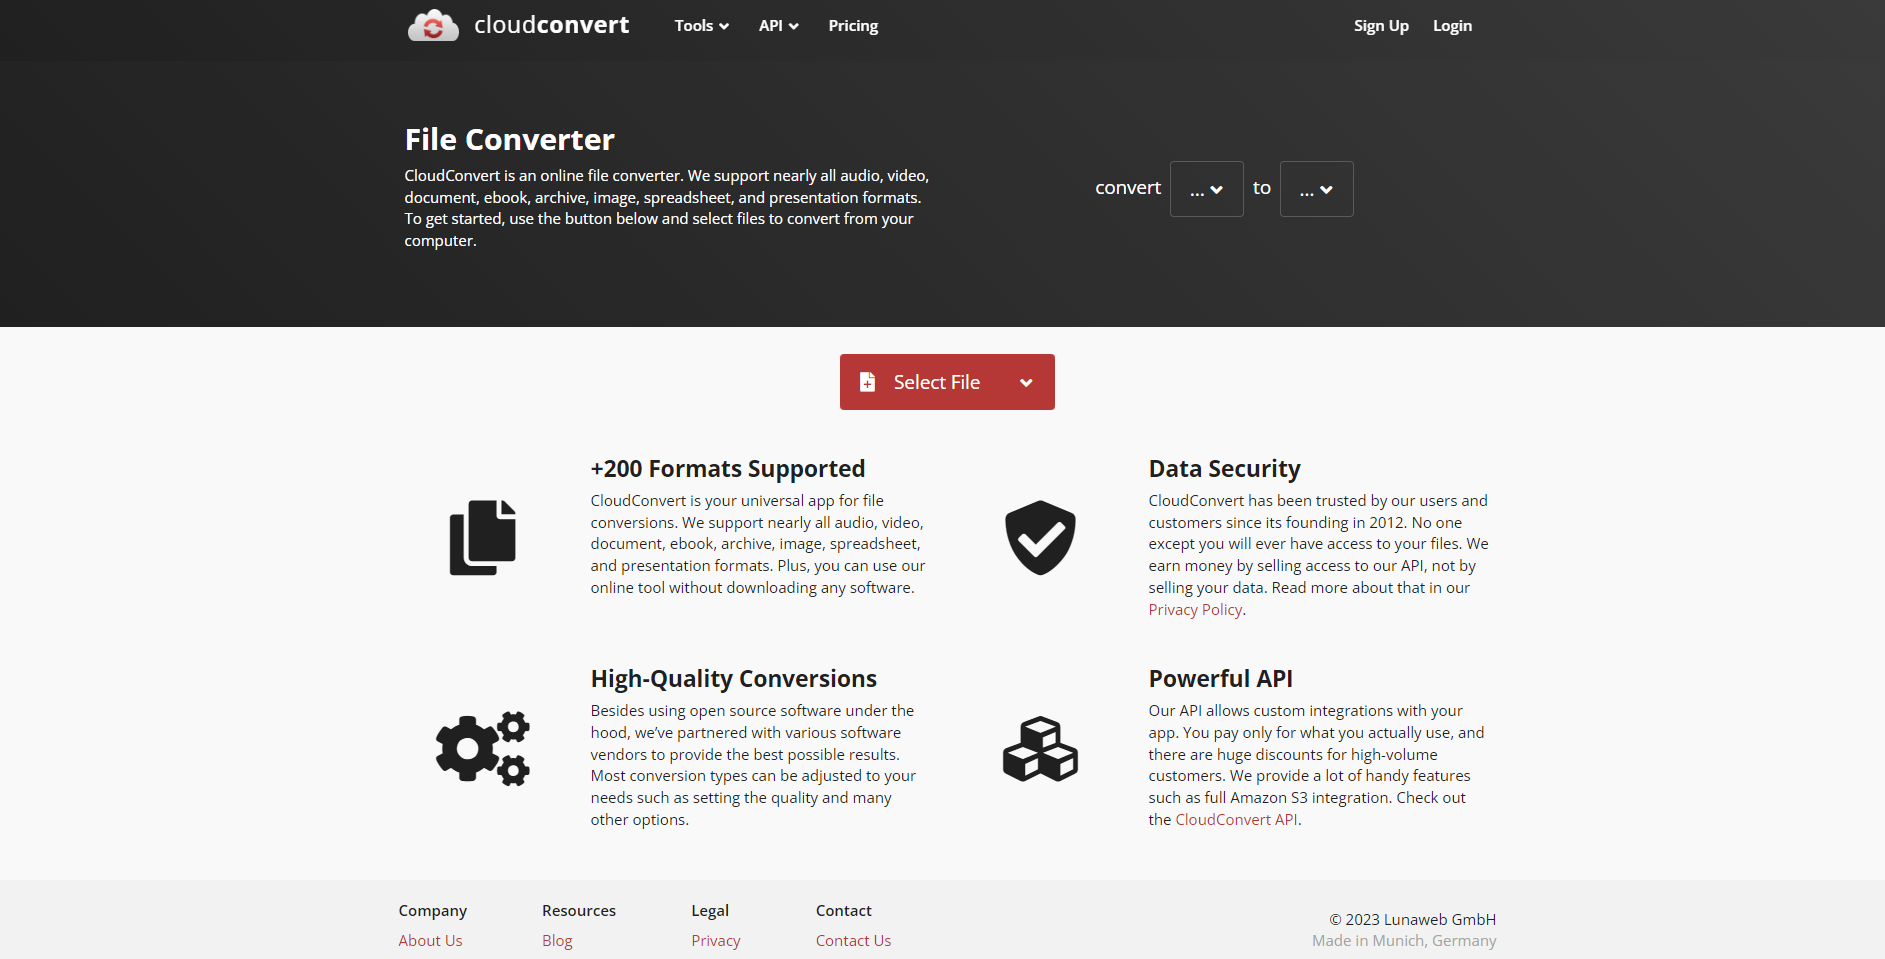 cloudconvert
Tools
API
Pricing
Sign Up
Login
File Converter
CloudConvert is an online file converter. We support nearly all audio, video,
document, ebook, archive, image, spreadsheet, and presentation formats.
To get started, use the button below and select files to convert from your
computer.
convert ... to ...
Select File
+200 Formats Supported
CloudConvert is your universal app for file
conversions. We support nearly all audio, video,
document, ebook, archive, image, spreadsheet,
and presentation formats. Plus, you can use our
online tool without downloading any software.
Data Security
CloudConvert has been trusted by our users and
customers since its founding in 2012. No one
except you will ever have access to your files. We
earn money by selling access to our API, not by
selling your data. Read more about that in our
Privacy Policy.
High-Quality Conversions
Besides using open source software under the
hood, we’ve partnered with various software
vendors to provide the best possible results.
Most conversion types can be adjusted to your
needs such as setting the quality and many
other options.
Powerful API
Our API allows custom integrations with your
app. You pay only for what you actually use, and
there are huge discounts for high-volume
customers. We provide a lot of handy features
such as full Amazon S3 integration. Check out
the CloudConvert API.
Company
About Us
Resources
Blog
Legal
Privacy
Contact
Contact Us
© 2023 Lunaweb GmbH
Made in Munich, Germany